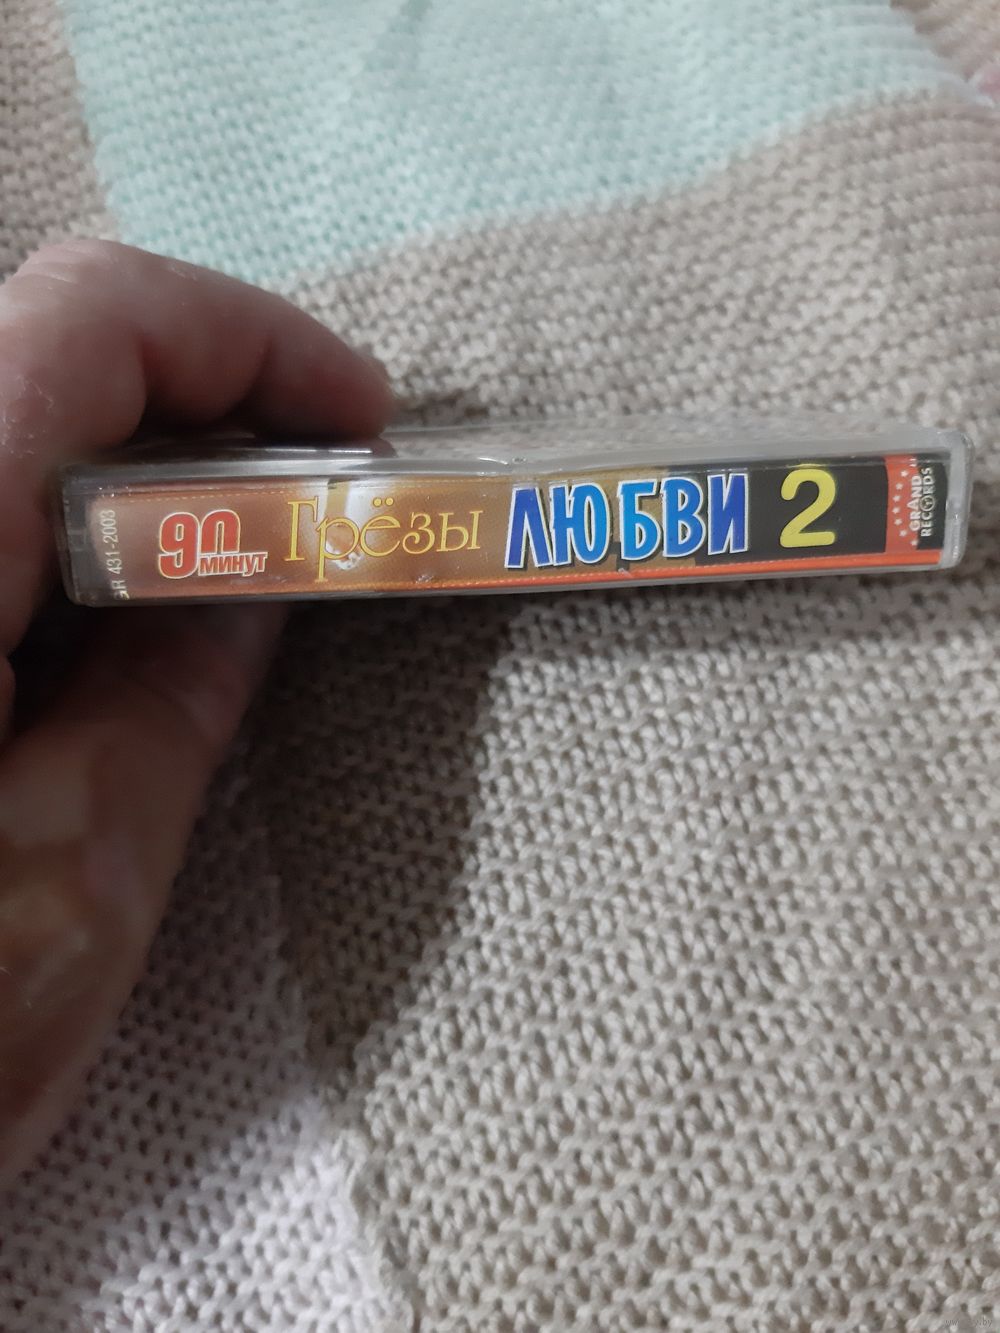 GR 431-2003
90
минут
Грёзы
ЛЮБВИ 2
GRAND
RECORDS